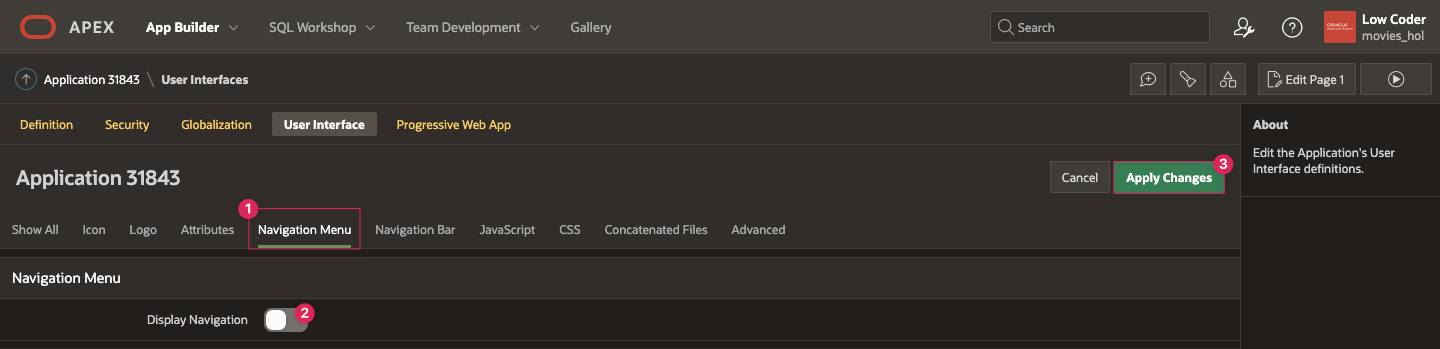 APEX App Builder SQL Workshop Team Development Gallery Search Low Coder
movies_hol
ORACLE
Application 31843 \ User Interfaces Edit Page 1
Definition Security Globalization User Interface Progressive Web App About
Edit the Application's User
Interface definitions.
Application 31843 Cancel Apply Changes 3
1
Show All Icon Logo Attributes Navigation Menu Navigation Bar JavaScript CSS Concatenated Files Advanced
Navigation Menu
Display Navigation 2